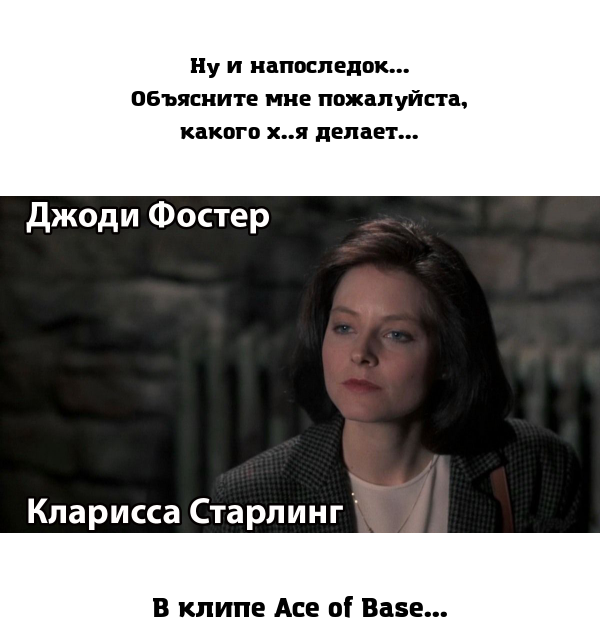 Ну и напоследок...
Объясните мне пожалуйста,
какого х..я делает...
Джоди Фостер
Кларисса Старлинг
В клипе Ace of Base...